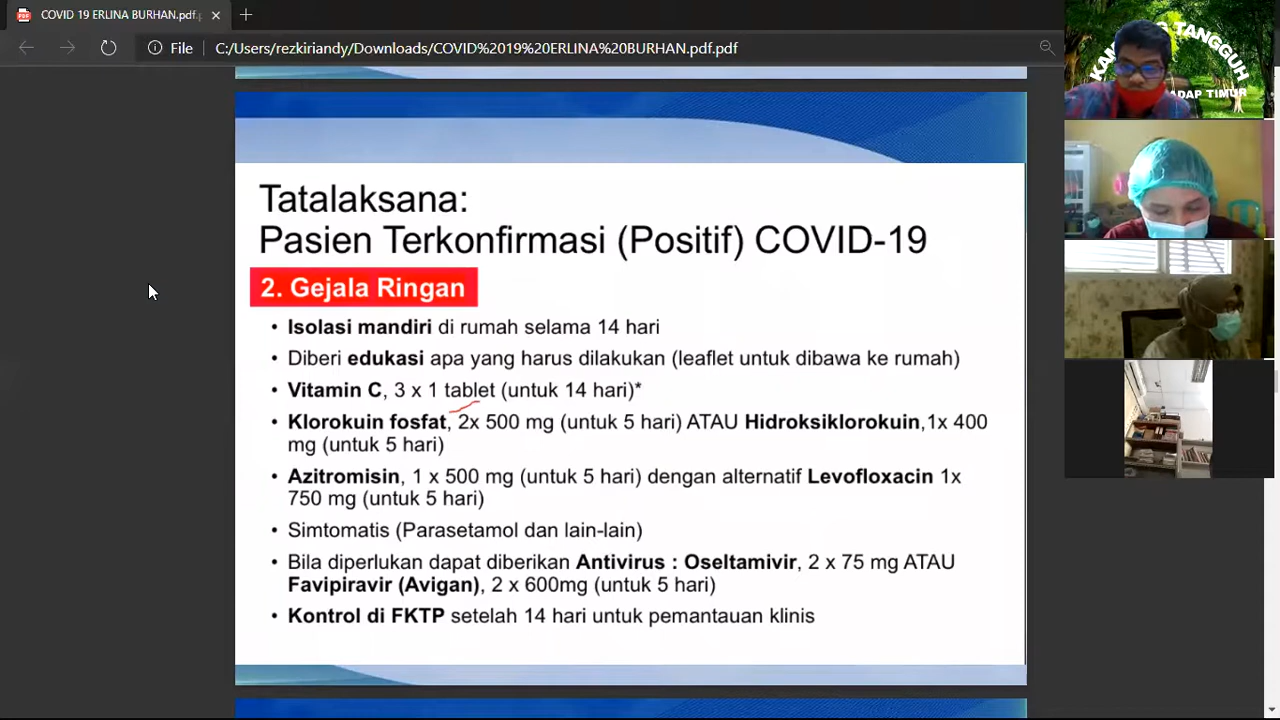 COVID 19 ERLINA BURHAN.pdf.p
File
C:/Users/rezkiriandy/Downloads/COVID%2019%20ERLINA%20BURHAN.pdf.pdf
TANGGUH
ADAP TIMUR
Tatalaksana:
Pasien Terkonfirmasi (Positif) COVID-19
2. Gejala Ringan
• Isolasi mandiri di rumah selama 14 hari
• Diberi edukasi apa yang harus dilakukan (leaflet untuk dibawa ke rumah)
• Vitamin C, 3 x 1 tablet (untuk 14 hari)*
• Klorokuin fosfat, 2x 500 mg (untuk 5 hari) ATAU Hidroksiklorokuin,1x 400
mg (untuk 5 hari)
• Azitromisin, 1 x 500 mg (untuk 5 hari) dengan alternatif Levofloxacin 1x
750 mg (untuk 5 hari)
• Simtomatis (Parasetamol dan lain-lain)
• Bila diperlukan dapat diberikan Antivirus : Oseltamivir, 2 x 75 mg ATAU
Favipiravir (Avigan), 2 x 600mg (untuk 5 hari)
• Kontrol di FKTP setelah 14 hari untuk pemantauan klinis